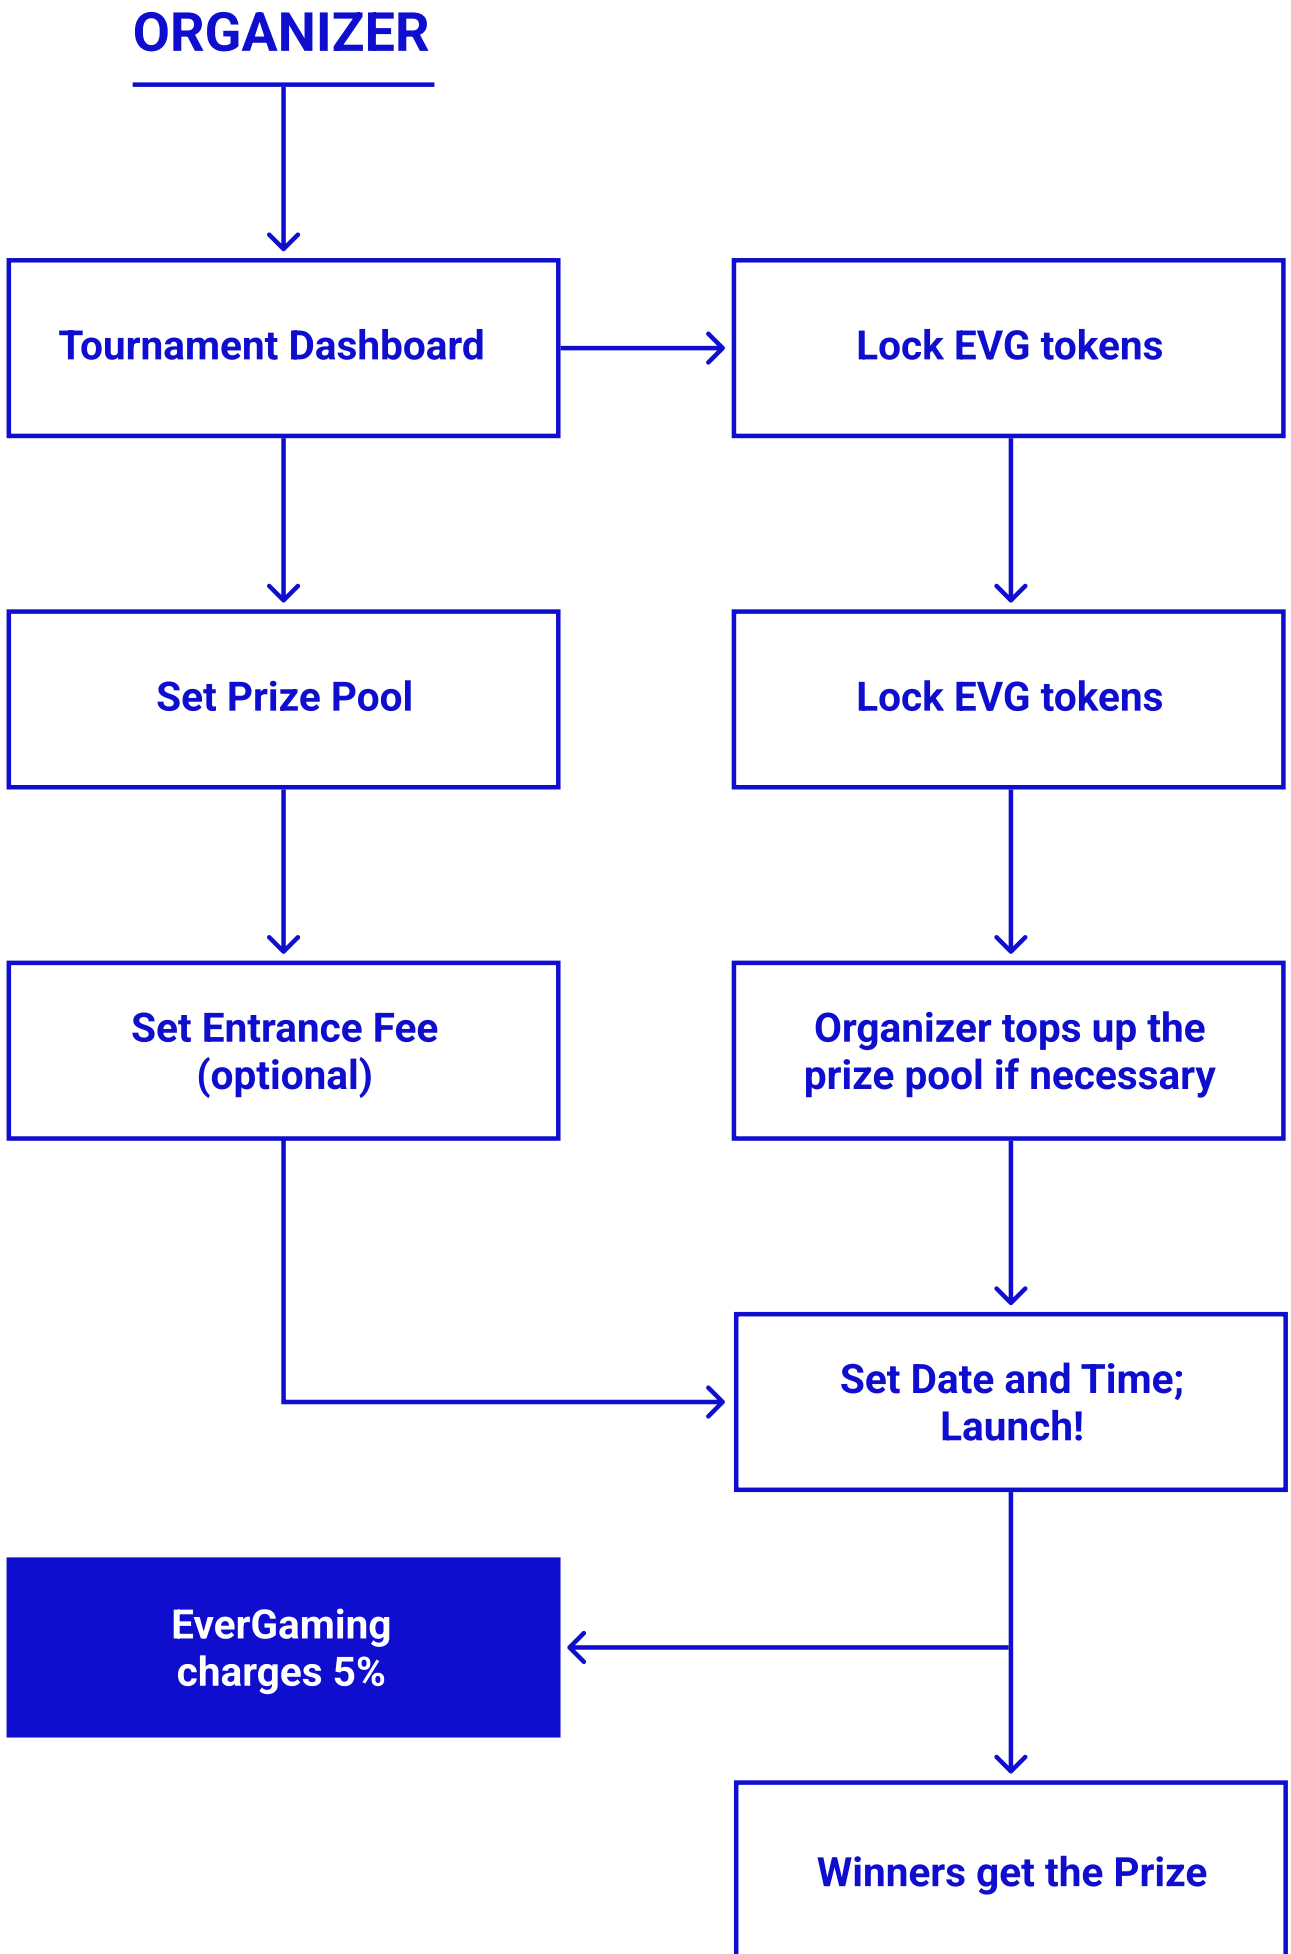 ORGANIZER
Tournament Dashboard
Lock EVG tokens
Set Prize Pool
Lock EVG tokens
Set Entrance Fee
(optional)
Organizer tops up the
prize pool if necessary
Set Date and Time;
Launch!
EverGaming
charges 5%
Winners get the Prize